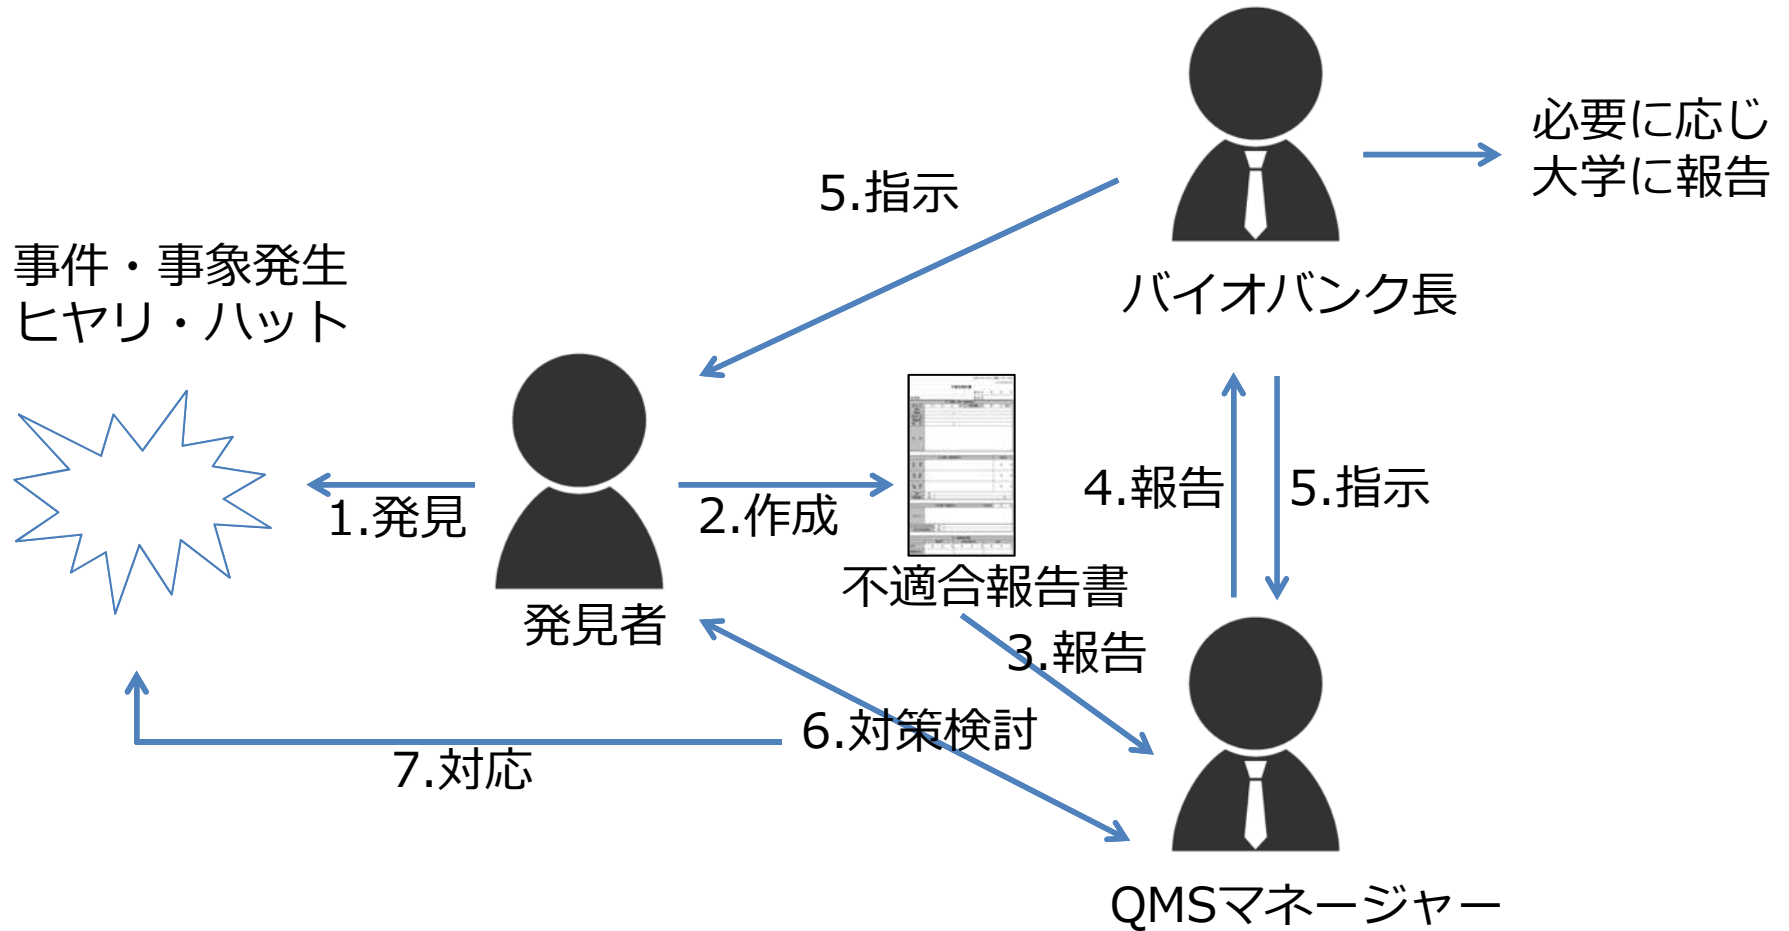 必要に応じ
大学に報告
5.指示
バイオバンク長
事件・事象発生
ヒヤリ・ハット
1.発見
発見者
2.作成
不適合報告書
3.報告
4.報告
5.指示
6.対策検討
7.対応
QMSマネージャー